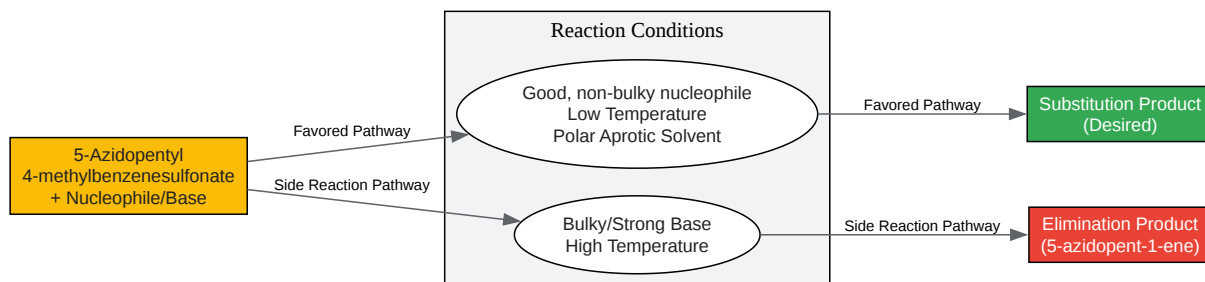 Reaction Conditions
5-Azidopentyl
4-methylbenzenesulfonate
+ Nucleophile/Base
Favored Pathway
Side Reaction Pathway
Good, non-bulky nucleophile
Low Temperature
Polar Aprotic Solvent
Bulky/Strong Base
High Temperature
Favored Pathway
Side Reaction Pathway
Substitution Product
(Desired)
Elimination Product
(5-azidopent-1-ene)